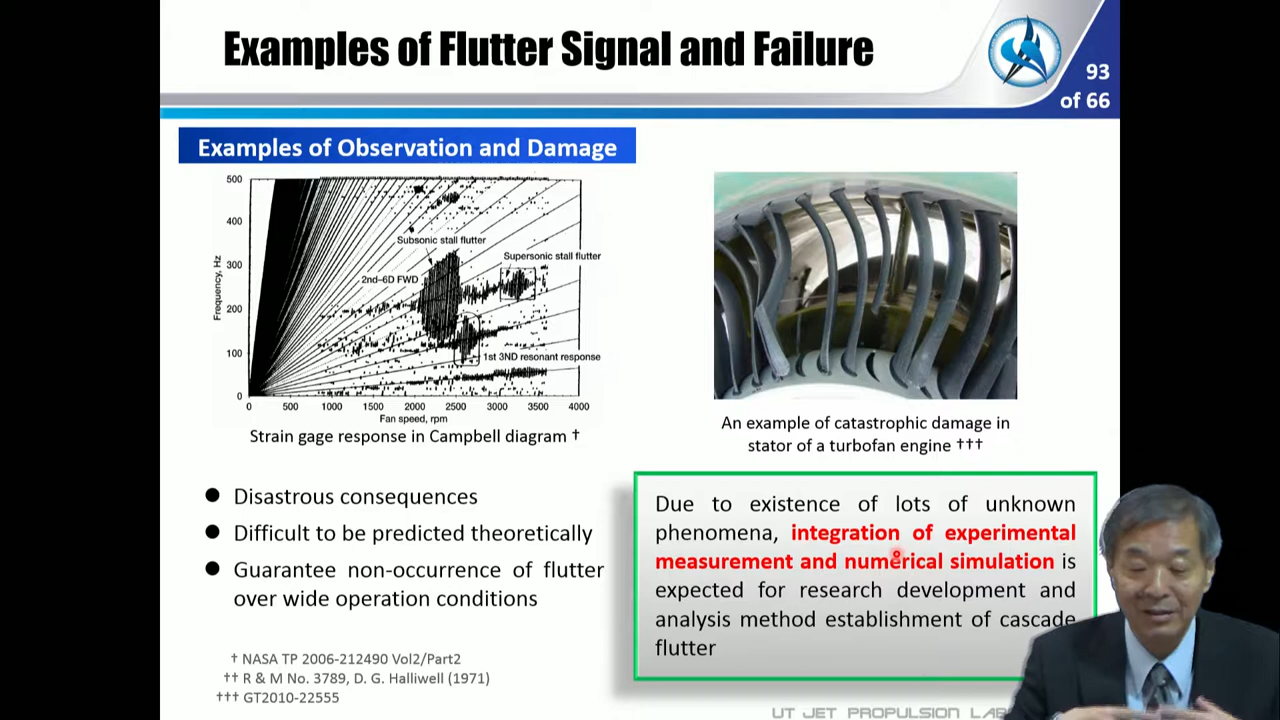 Examples of Flutter Signal and Failure
93
of 66
Examples of Observation and Damage
500
400
300
200
100
0
Frequency, Hz
Subsonic stall flutter
Supersonic stall flutter
2nd–6D FWD
1st 3ND resonant response
0 500 1000 1500 2000 2500 3000 3500 4000
Fan speed, rpm
Strain gage response in Campbell diagram †
An example of catastrophic damage in
stator of a turbofan engine †††
● Disastrous consequences
● Difficult to be predicted theoretically
● Guarantee non-occurrence of flutter
over wide operation conditions
Due to existence of lots of unknown
phenomena, integration of experimental
measurement and numerical simulation is
expected for research development and
analysis method establishment of cascade
flutter
† NASA TP 2006-212490 Vol2/Part2
†† R & M No. 3789, D. G. Halliwell (1971)
††† GT2010-22555
UT JET PROPULSION LAB